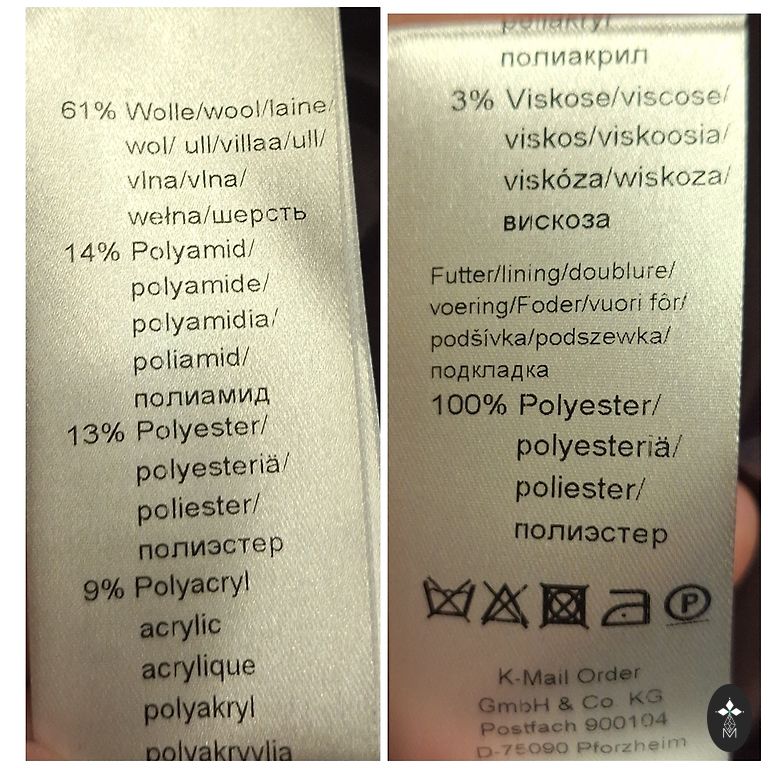 61% Wolle/wool/laine/
wol/ ull/villaa/ull/
vlna/vlna/
wełna/шерсть
14% Polyamid/
polyamide/
polyamidia/
poliamid/
полиамид
13% Polyester/
polyesteriä/
poliester/
полиэстер
9% Polyacryl
acrylic
acrylique
polyakryl
polyakryylia
poliakryl
полиакрил
3% Viskose/viscose/
viskos/viskoosia/
viskóza/wiskoza/
вискоза
Futter/lining/doublure/
voering/Foder/vuori fôr/
podšívka/podszewka/
подкладка
100% Polyester/
polyesteriä/
poliester/
полиэстер
P
K-Mail Order
GmbH & Co. KG
Postfach 900104
D-75090 Pforzheim
M